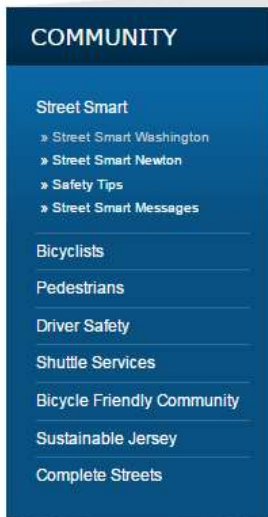 COMMUNITY
Street Smart
» Street Smart Washington
» Street Smart Newton
» Safety Tips
» Street Smart Messages
Bicyclists
Pedestrians
Driver Safety
Shuttle Services
Bicycle Friendly Community
Sustainable Jersey
Complete Streets